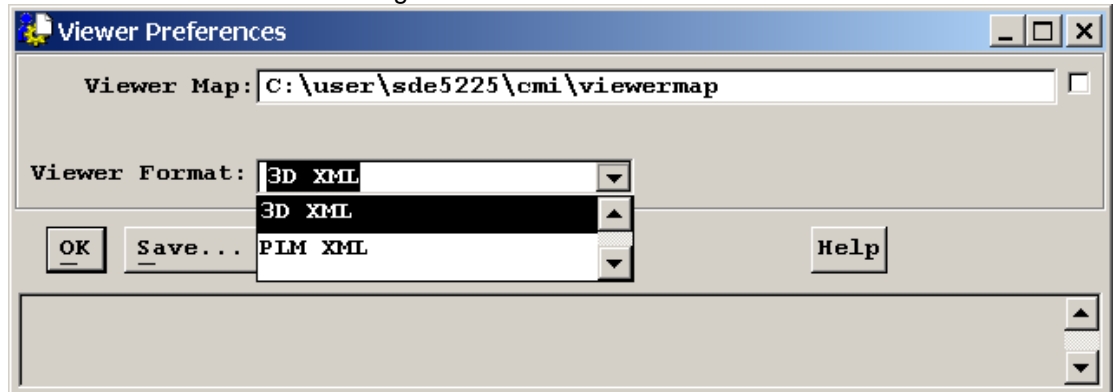 Viewer Preferences
Viewer Map: C:\user\sde5225\cmi\viewermap
Viewer Format: 3D XML
3D XML
PLM XML
OK Save... Help